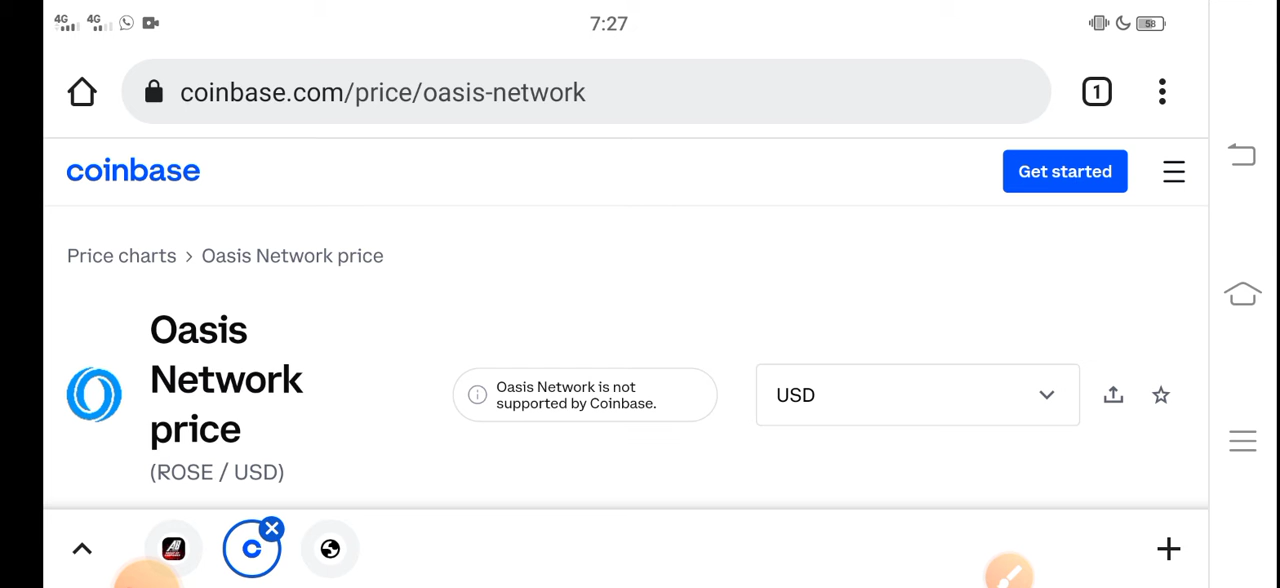 4G 4G 7:27 58
coinbase.com/price/oasis-network 1
coinbase Get started
Price charts > Oasis Network price
Oasis
Network
price
(ROSE / USD)
Oasis Network is not
supported by Coinbase.
USD